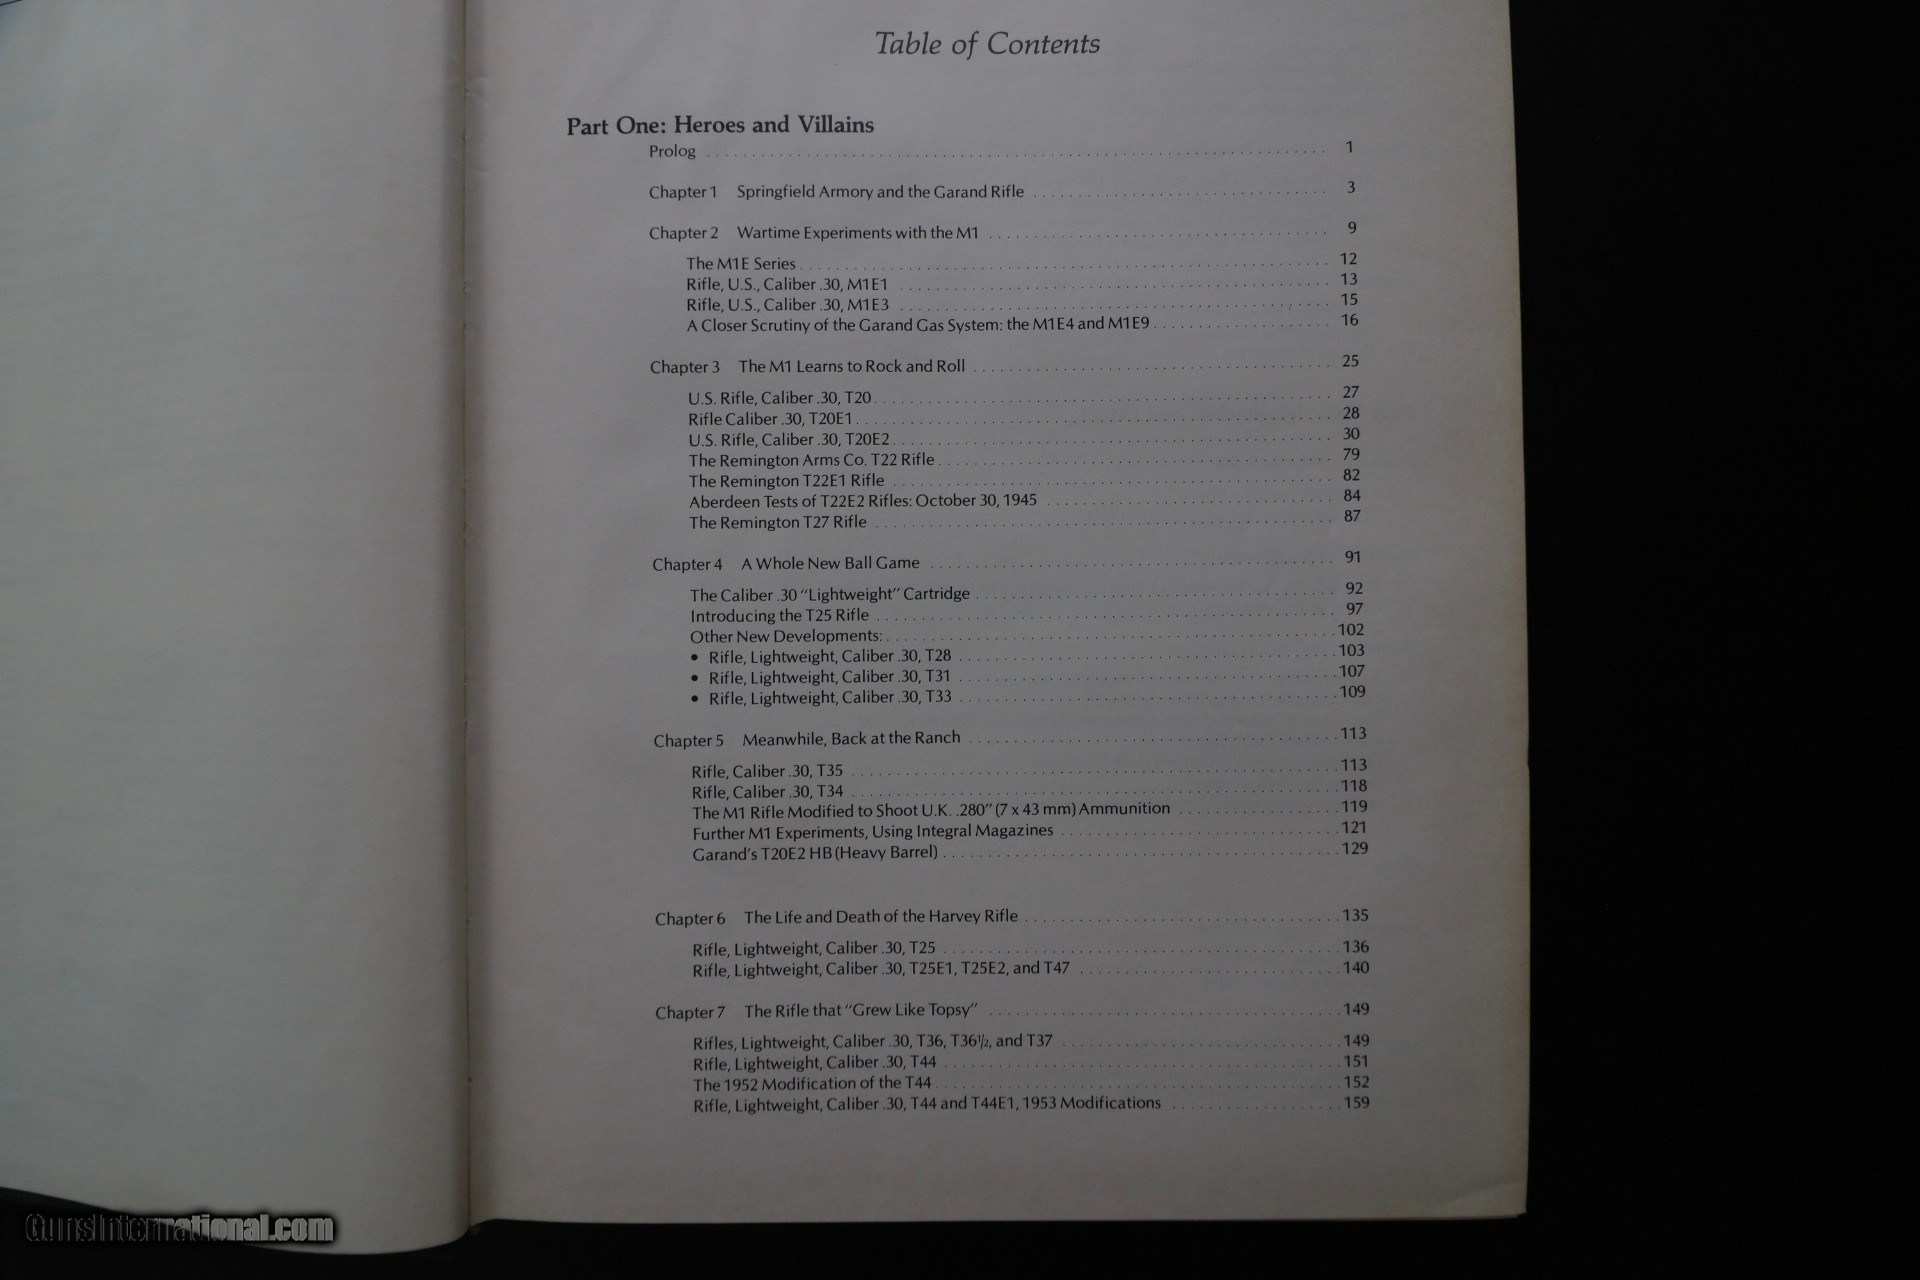 Table of Contents
Part One: Heroes and Villains
Prolog 1
Chapter 1 Springfield Armory and the Garand Rifle 3
Chapter 2 Wartime Experiments with the M1 9
The M1E Series 12
Rifle, U.S., Caliber .30, M1E1 13
Rifle, U.S., Caliber .30, M1E3 15
A Closer Scrutiny of the Garand Gas System: the M1E4 and M1E9 16
Chapter 3 The M1 Learns to Rock and Roll 25
U.S. Rifle, Caliber .30, T20 27
Rifle Caliber .30, T20E1 28
U.S. Rifle, Caliber .30, T20E2 30
The Remington Arms Co. T22 Rifle 79
The Remington T22E1 Rifle 82
Aberdeen Tests of T22E2 Rifles: October 30, 1945 84
The Remington T27 Rifle 87
Chapter 4 A Whole New Ball Game 91
The Caliber .30 "Lightweight" Cartridge 92
Introducing the T25 Rifle 97
Other New Developments: 102
• Rifle, Lightweight, Caliber .30, T28 103
• Rifle, Lightweight, Caliber .30, T31 107
• Rifle, Lightweight, Caliber .30, T33 109
Chapter 5 Meanwhile, Back at the Ranch 113
Rifle, Caliber .30, T35 113
Rifle, Caliber .30, T34 118
The M1 Rifle Modified to Shoot U.K. .280" (7 x 43 mm) Ammunition 119
Further M1 Experiments, Using Integral Magazines 121
Garand's T20E2 HB (Heavy Barrel) 129
Chapter 6 The Life and Death of the Harvey Rifle 135
Rifle, Lightweight, Caliber .30, T25 136
Rifle, Lightweight, Caliber .30, T25E1, T25E2, and T47 140
Chapter 7 The Rifle that "Grew Like Topsy" 149
Rifles, Lightweight, Caliber .30, T36, T36½, and T37 149
Rifle, Lightweight, Caliber .30, T44 151
The 1952 Modification of the T44 152
Rifle, Lightweight, Caliber .30, T44 and T44E1, 1953 Modifications 159
GunsInternational.com